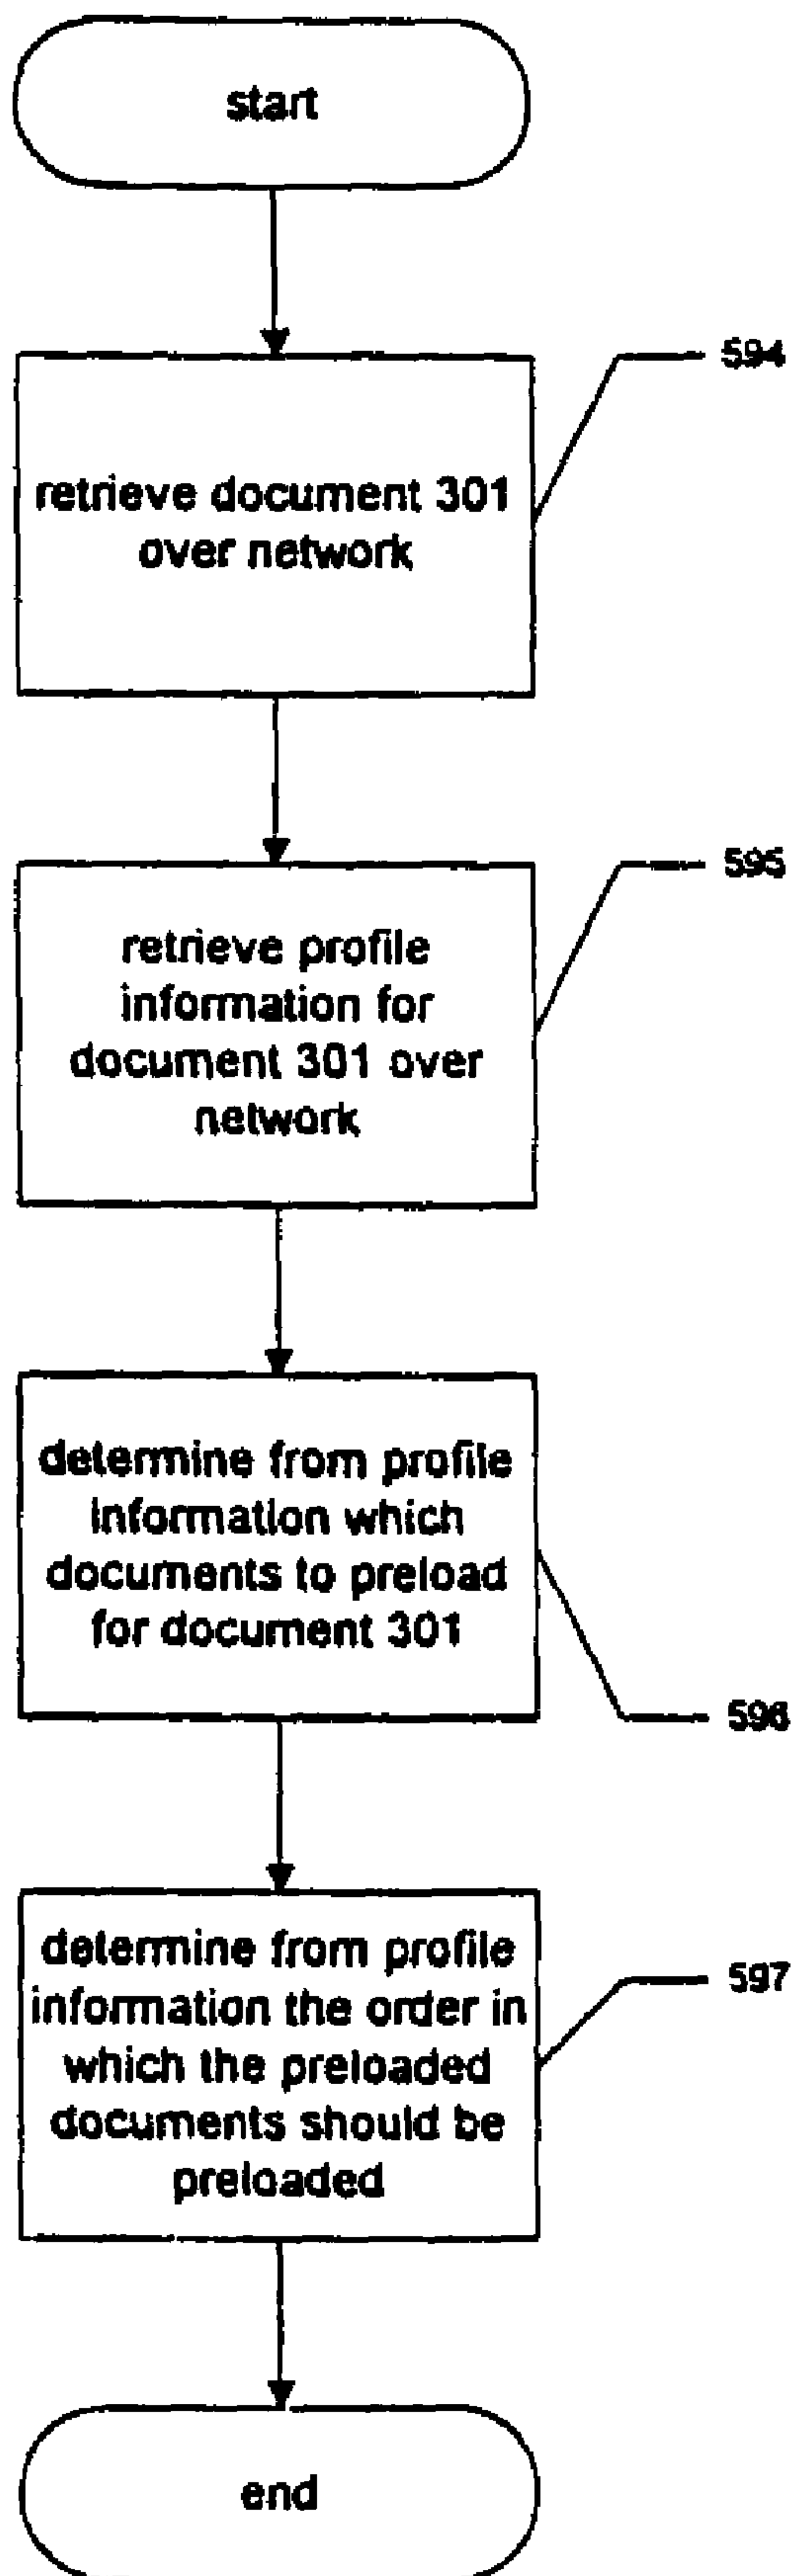 start
594
retrieve document 301
over network
595
retrieve profile
information for
document 301 over
network
determine from profile
information which
documents to preload
for document 301
596
determine from profile
information the order in
which the preloaded
documents should be
preloaded
597
end